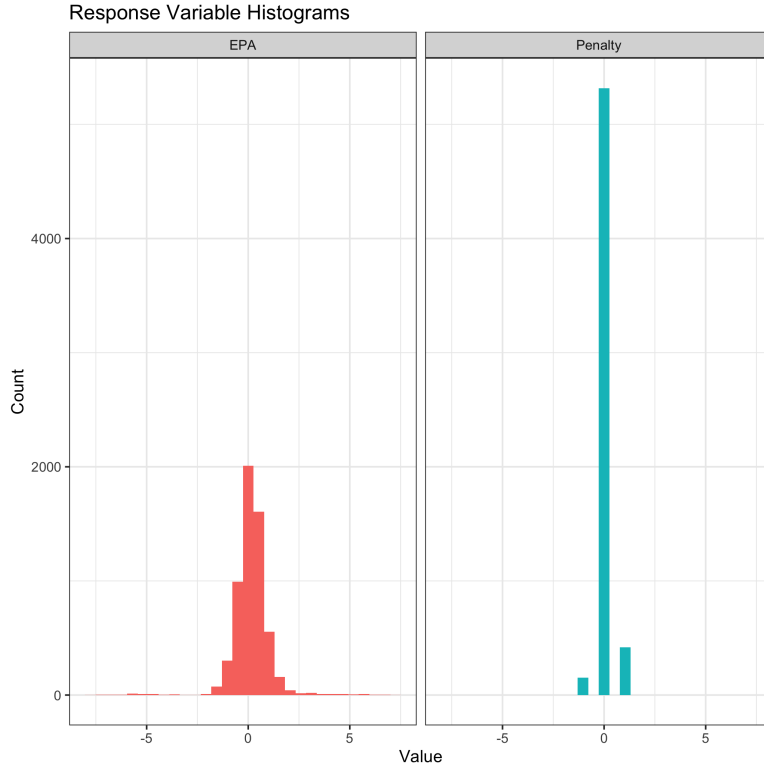 Response Variable Histograms
EPA
Penalty
4000
2000
0
Count
-5
0
5
-5
0
5
Value